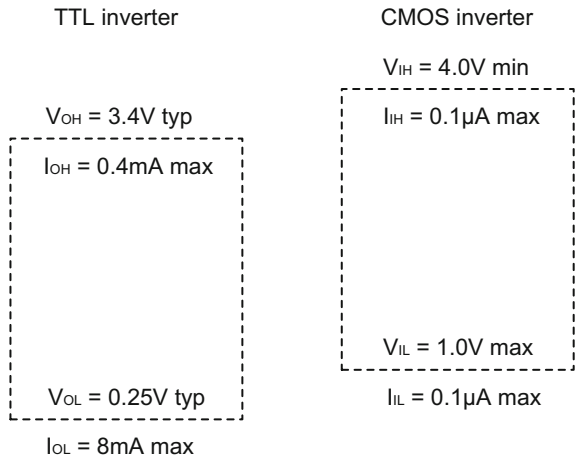 TTL inverter
CMOS inverter
VIH = 4.0V min
VOH = 3.4V typ
IIH = 0.1µA max
IOH = 0.4mA max
VIL = 1.0V max
VOL = 0.25V typ
IIL = 0.1µA max
IOL = 8mA max